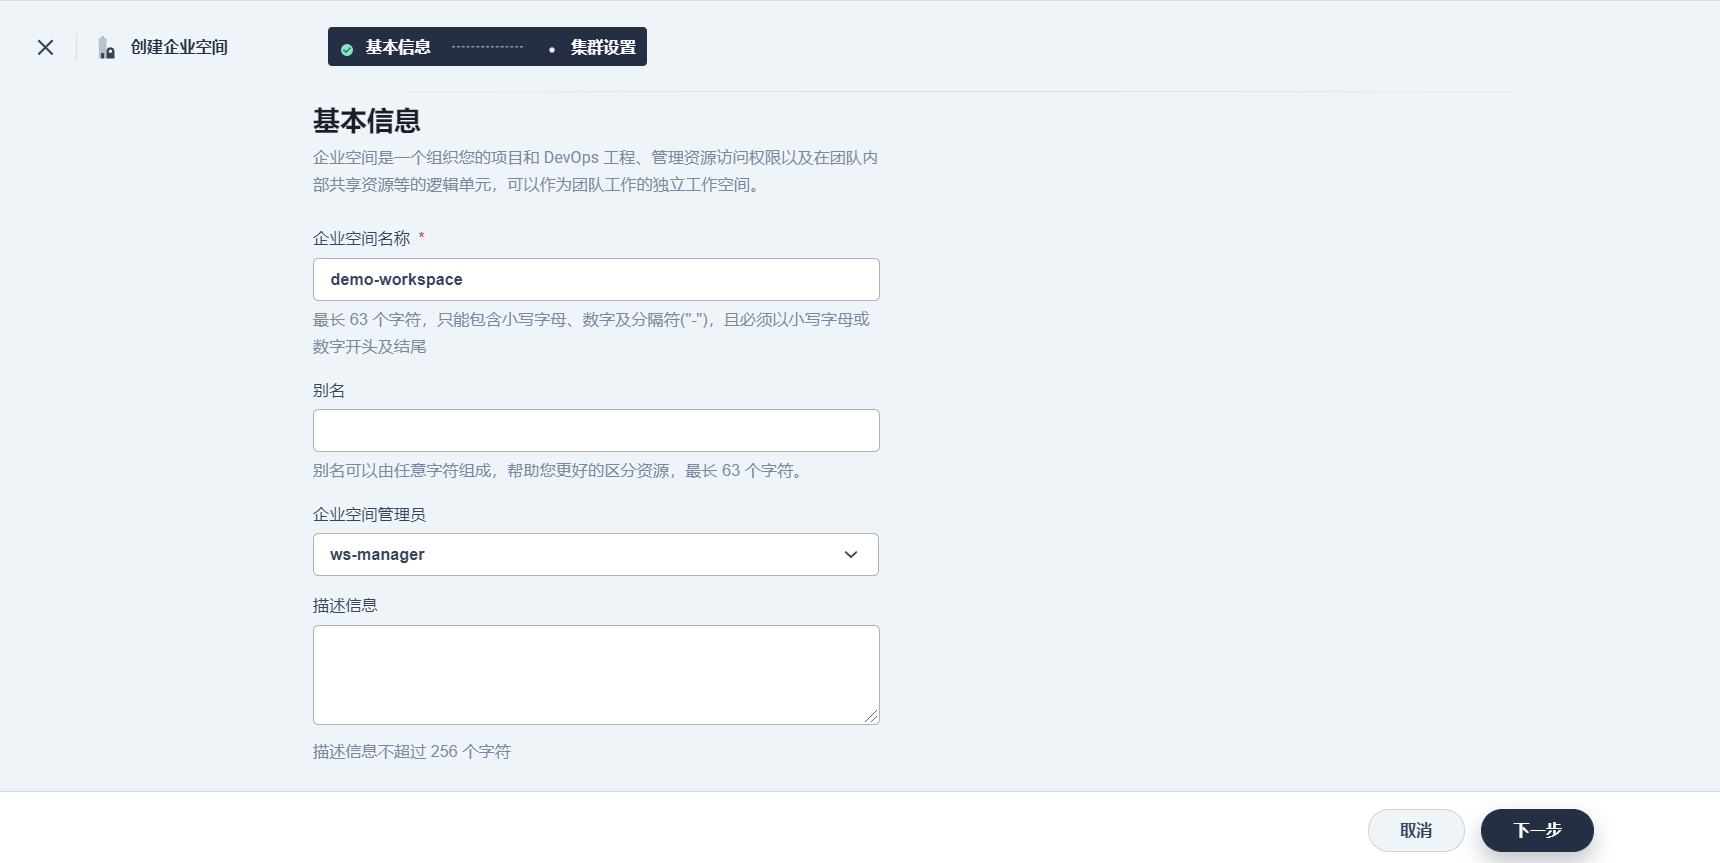 创建企业空间
基本信息
集群设置
基本信息
企业空间是一个组织您的项目和 DevOps 工程、管理资源访问权限以及在团队内
部共享资源等的逻辑单元，可以作为团队工作的独立工作空间。
企业空间名称 *
demo-workspace
最长 63 个字符，只能包含小写字母、数字及分隔符("-")，且必须以小写字母或
数字开头及结尾
别名
别名可以由任意字符组成，帮助您更好的区分资源，最长 63 个字符。
企业空间管理员
ws-manager
描述信息
描述信息不超过 256 个字符
取消
下一步